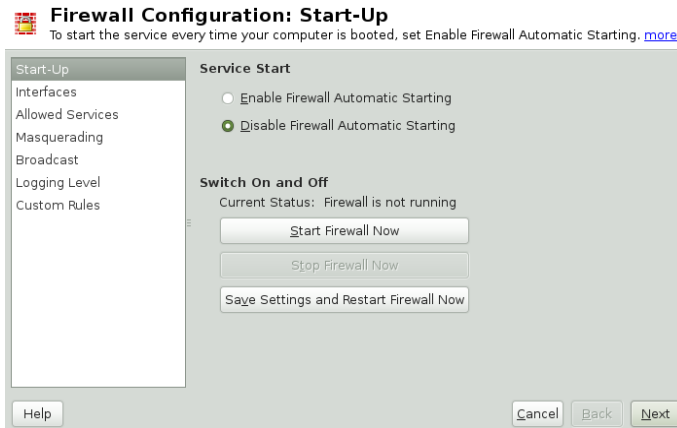 Firewall Configuration: Start-Up
To start the service every time your computer is booted, set Enable Firewall Automatic Starting. more
Start-Up
Interfaces
Allowed Services
Masquerading
Broadcast
Logging Level
Custom Rules
Service Start
Enable Firewall Automatic Starting
Disable Firewall Automatic Starting
Switch On and Off
Current Status: Firewall is not running
Start Firewall Now
Stop Firewall Now
Save Settings and Restart Firewall Now
Help
Cancel
Back
Next